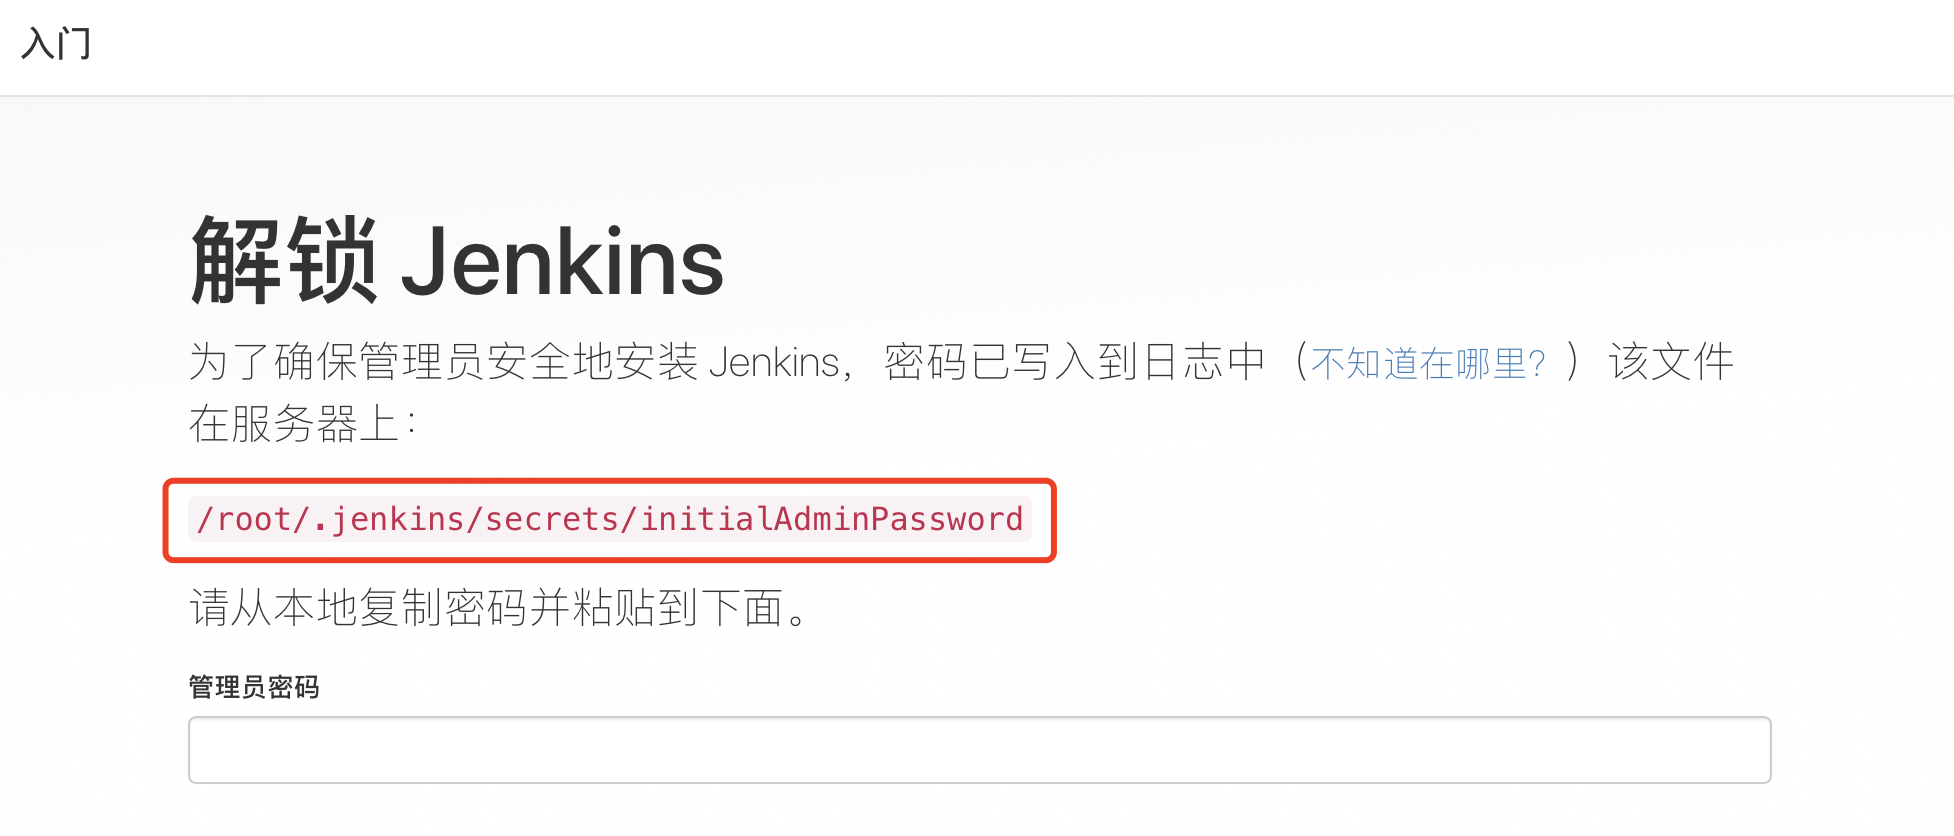 入门
解锁 Jenkins
为了确保管理员安全地安装 Jenkins，密码已写入到日志中（不知道在哪里？）该文件
在服务器上：
/root/.jenkins/secrets/initialAdminPassword
请从本地复制密码并粘贴到下面。
管理员密码